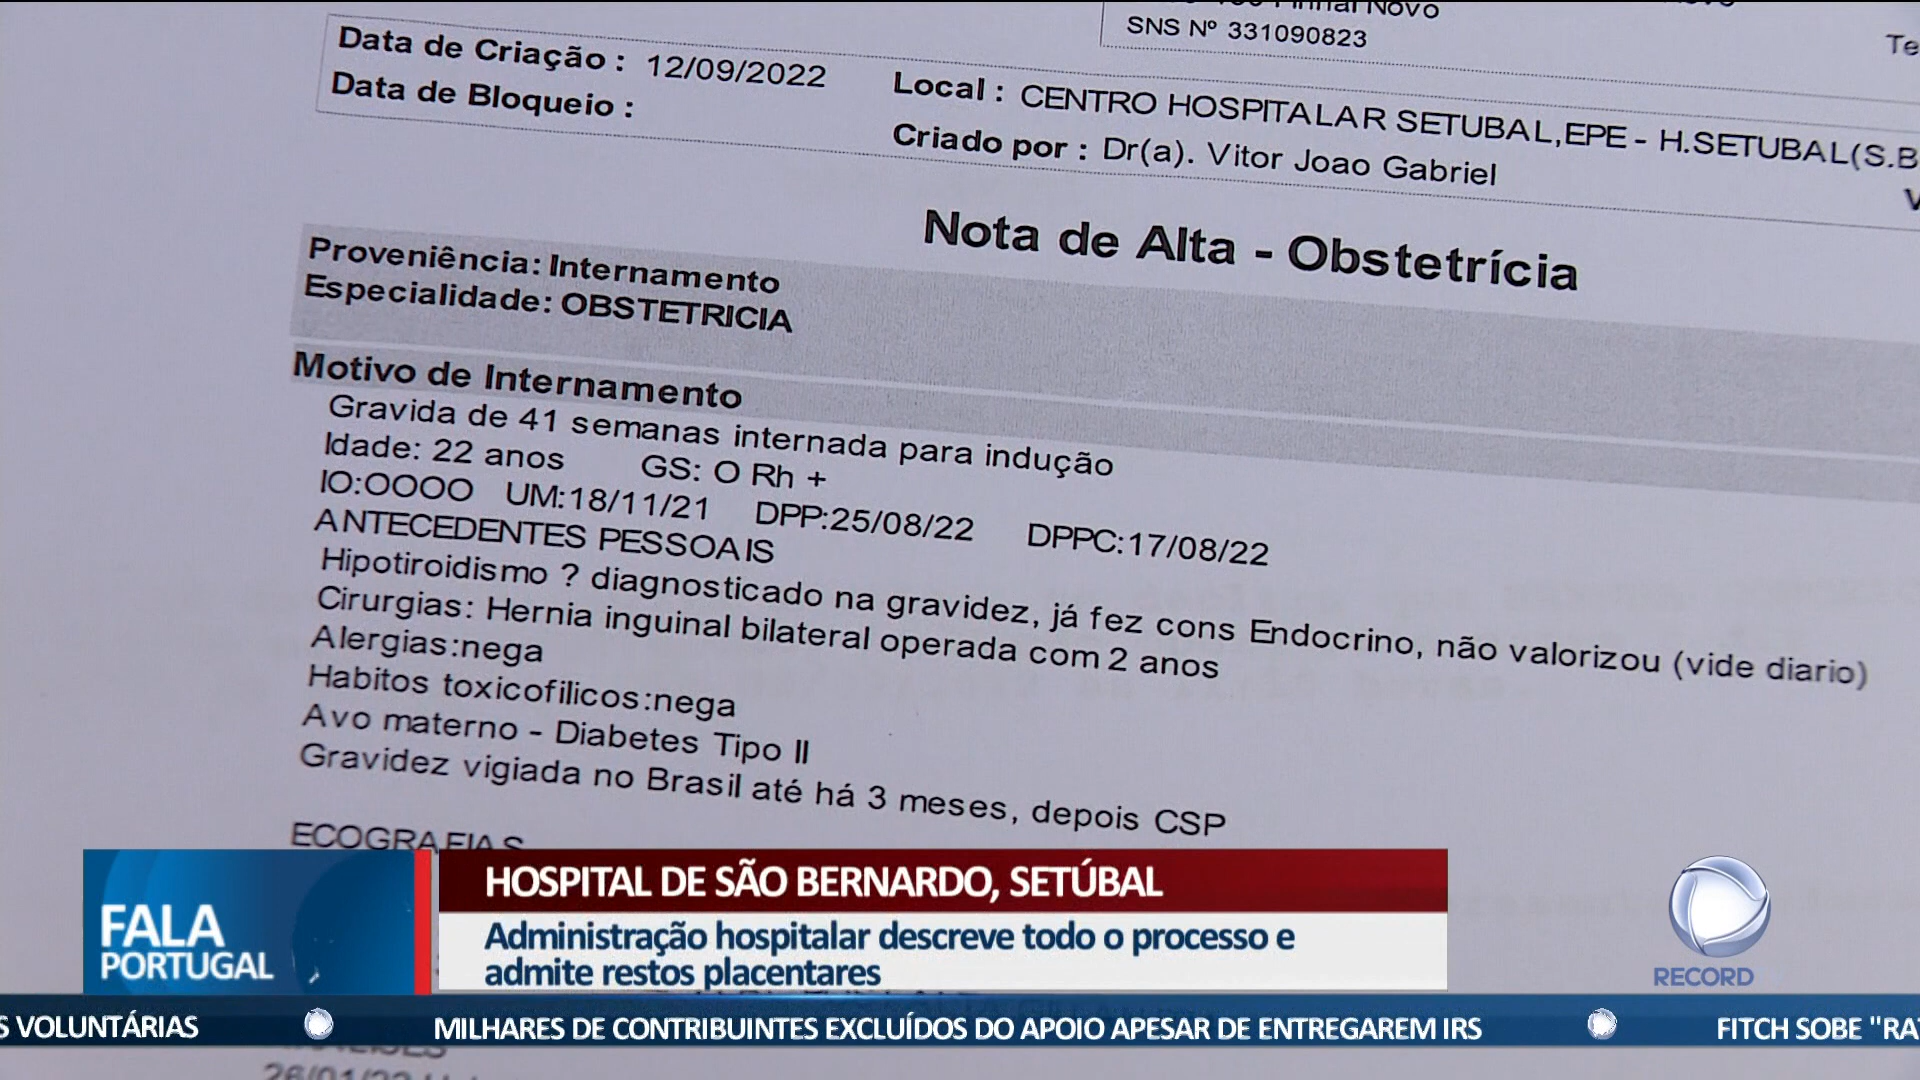 Pinhal Novo
SNS Nº 331090823
Te
Data de Criação : 12/09/2022
Data de Bloqueio :
Local : CENTRO HOSPITALAR SETUBAL,EPE - H.SETUBAL(S.B
Criado por : Dr(a). Vitor Joao Gabriel
V
Nota de Alta - Obstetrícia
Proveniência: Internamento
Especialidade: OBSTETRICIA
Motivo de Internamento
Gravida de 41 semanas internada para indução
Idade: 22 anos GS: O Rh +
IO:OOOO UM:18/11/21 DPP:25/08/22 DPPC:17/08/22
ANTECEDENTES PESSOAIS
Hipotiroidismo ? diagnosticado na gravidez, já fez cons Endocrino, não valorizou (vide diario)
Cirurgias: Hernia inguinal bilateral operada com 2 anos
Alergias:nega
Habitos toxicofilicos:nega
Avo materno - Diabetes Tipo II
Gravidez vigiada no Brasil até há 3 meses, depois CSP
ECOGRAFIAS
HOSPITAL DE SÃO BERNARDO, SETÚBAL
Administração hospitalar descreve todo o processo e
admite restos placentares
FALA
PORTUGAL
RECORD
S VOLUNTÁRIAS MILHARES DE CONTRIBUINTES EXCLUÍDOS DO APOIO APESAR DE ENTREGAREM IRS FITCH SOBE "RA